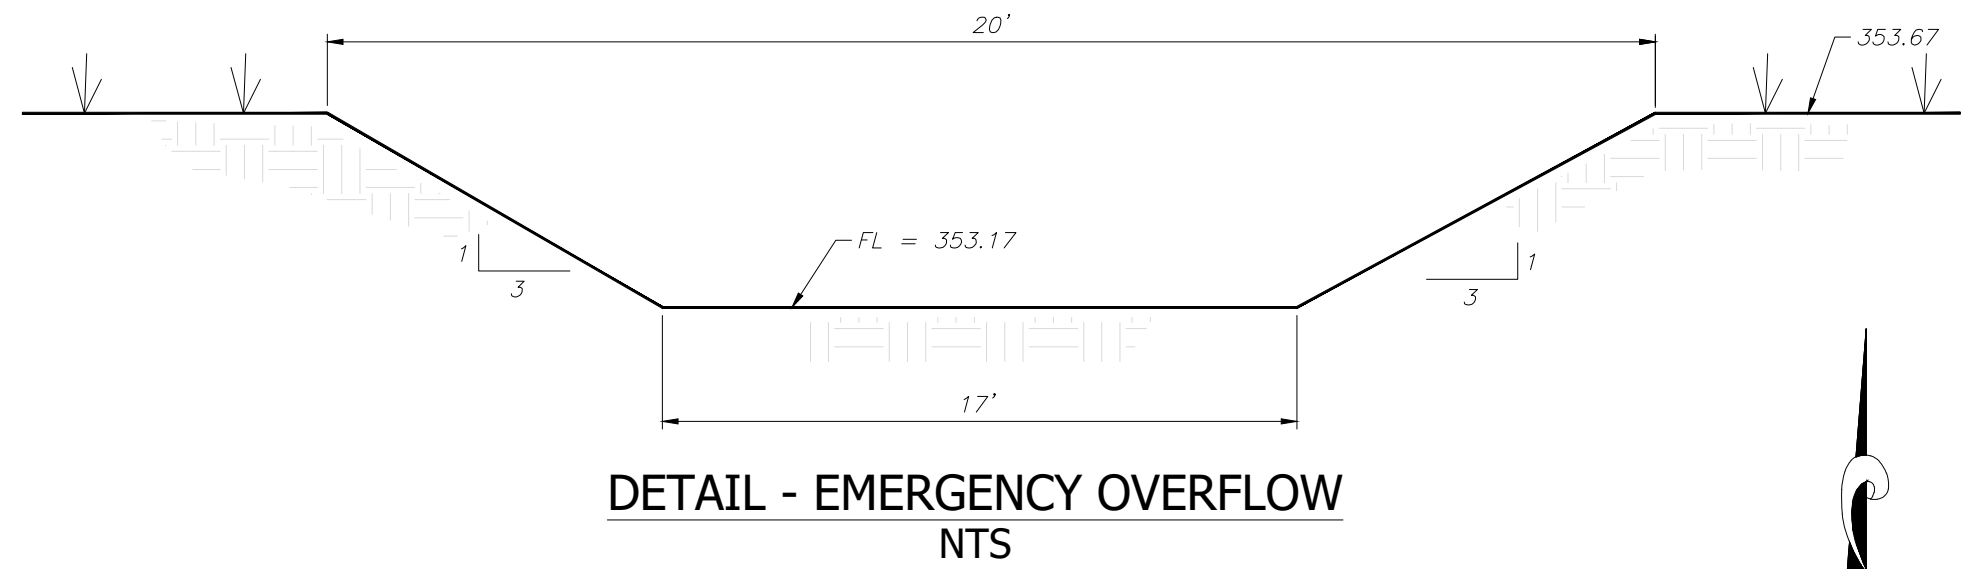 20'
353.67
FL = 353.17
1
3
1
3
17'
DETAIL - EMERGENCY OVERFLOW
NTS